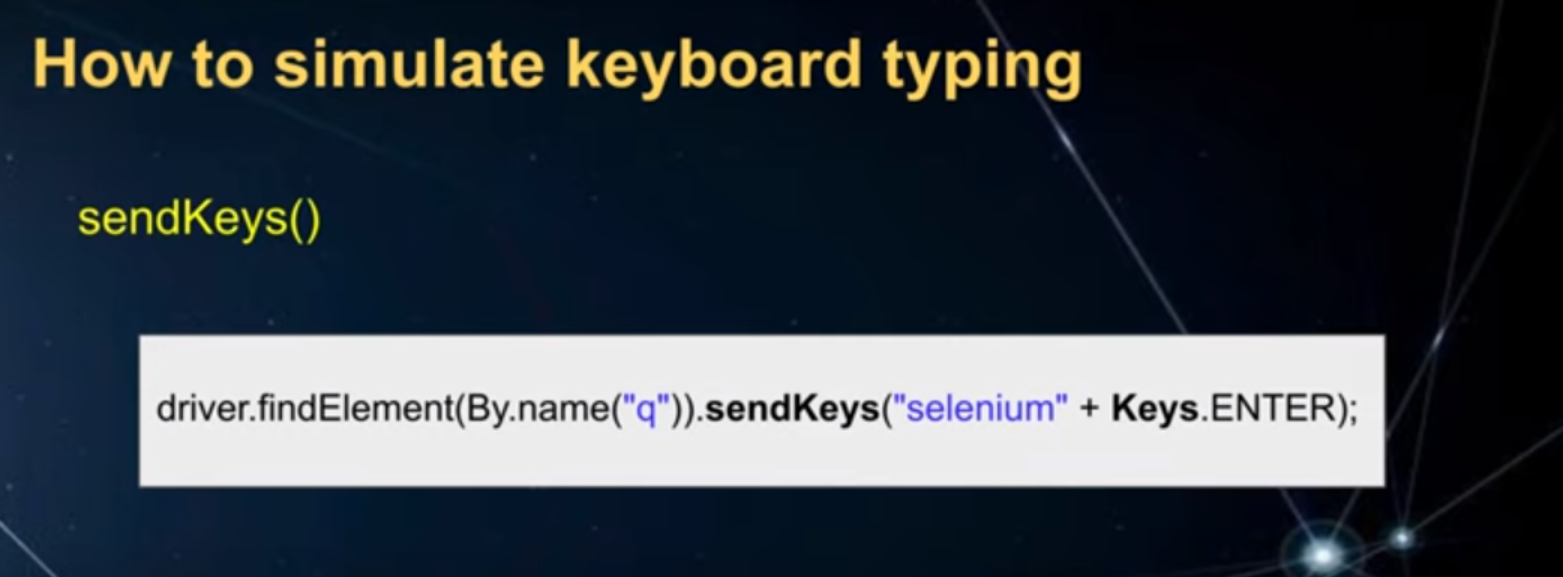 How to simulate keyboard typing
sendKeys()
driver.findElement(By.name("q")).sendKeys("selenium" + Keys.ENTER);